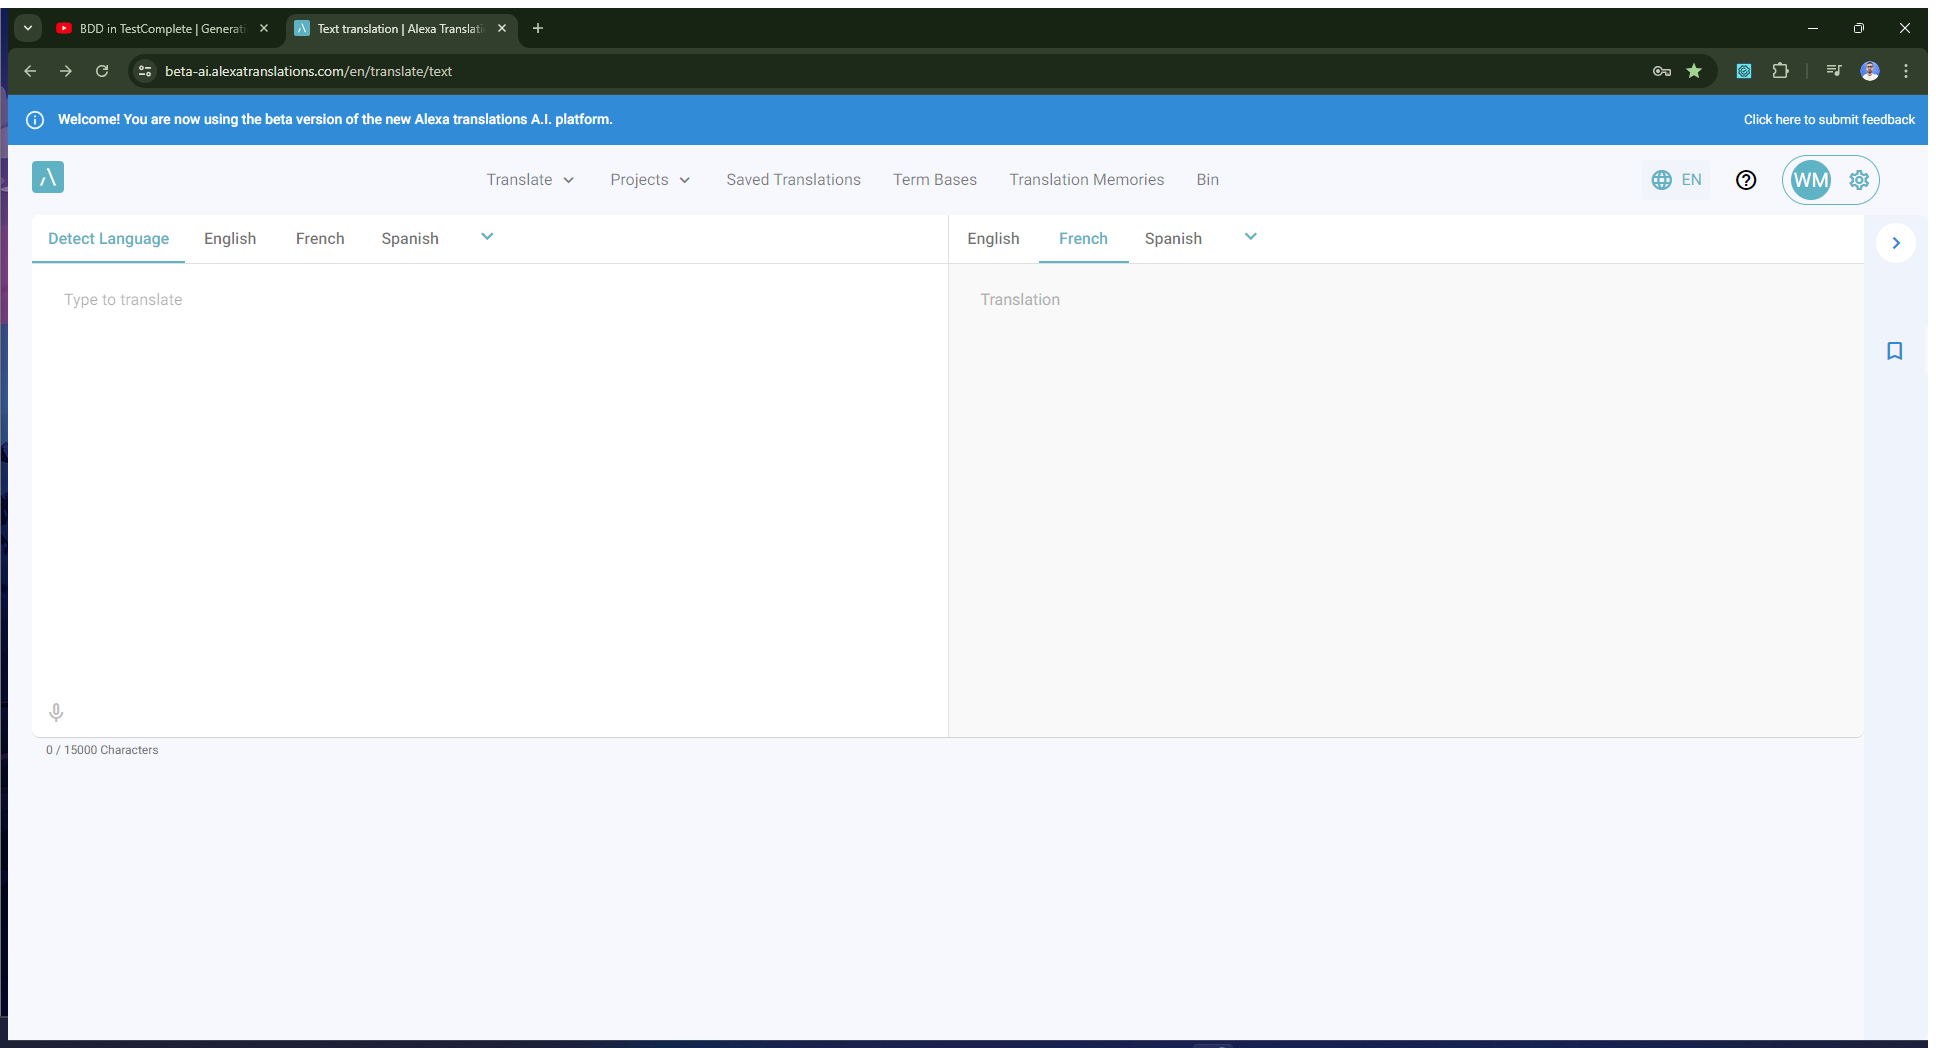 BDD in TestComplete | Generati
Text translation | Alexa Translati
beta-ai.alexatranslations.com/en/translate/text
Welcome! You are now using the beta version of the new Alexa translations A.I. platform.
Click here to submit feedback
Translate
Projects
Saved Translations
Term Bases
Translation Memories
Bin
EN
WM
Detect Language
English
French
Spanish
English
French
Spanish
Type to translate
Translation
0 / 15000 Characters